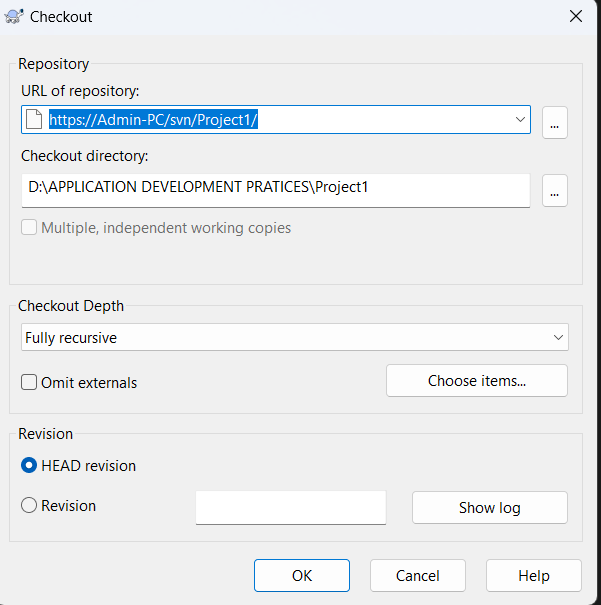 Checkout
Repository
URL of repository:
https://Admin-PC/svn/Project1/
...
Checkout directory:
D:\APPLICATION DEVELOPMENT PRATICES\Project1
...
Multiple, independent working copies
Checkout Depth
Fully recursive
Omit externals
Choose items...
Revision
HEAD revision
Revision
Show log
OK
Cancel
Help